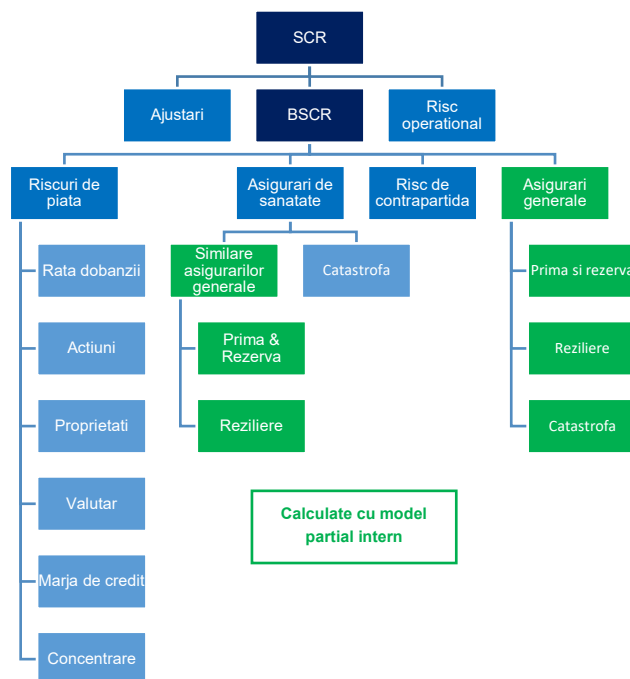 SCR
Ajustari
BSCR
Risc
operational
Riscuri de
piata
Asigurari de
sanatate
Risc de
contrapartida
Asigurari
generale
Rata dobanzii
Similare
asigurarilor
generale
Catastrofa
Prima si rezerva
Actiuni
Prima &
Rezerva
Reziliere
Proprietati
Reziliere
Catastrofa
Valutar
Calculate cu model
partial intern
Marja de credit
Concentrare